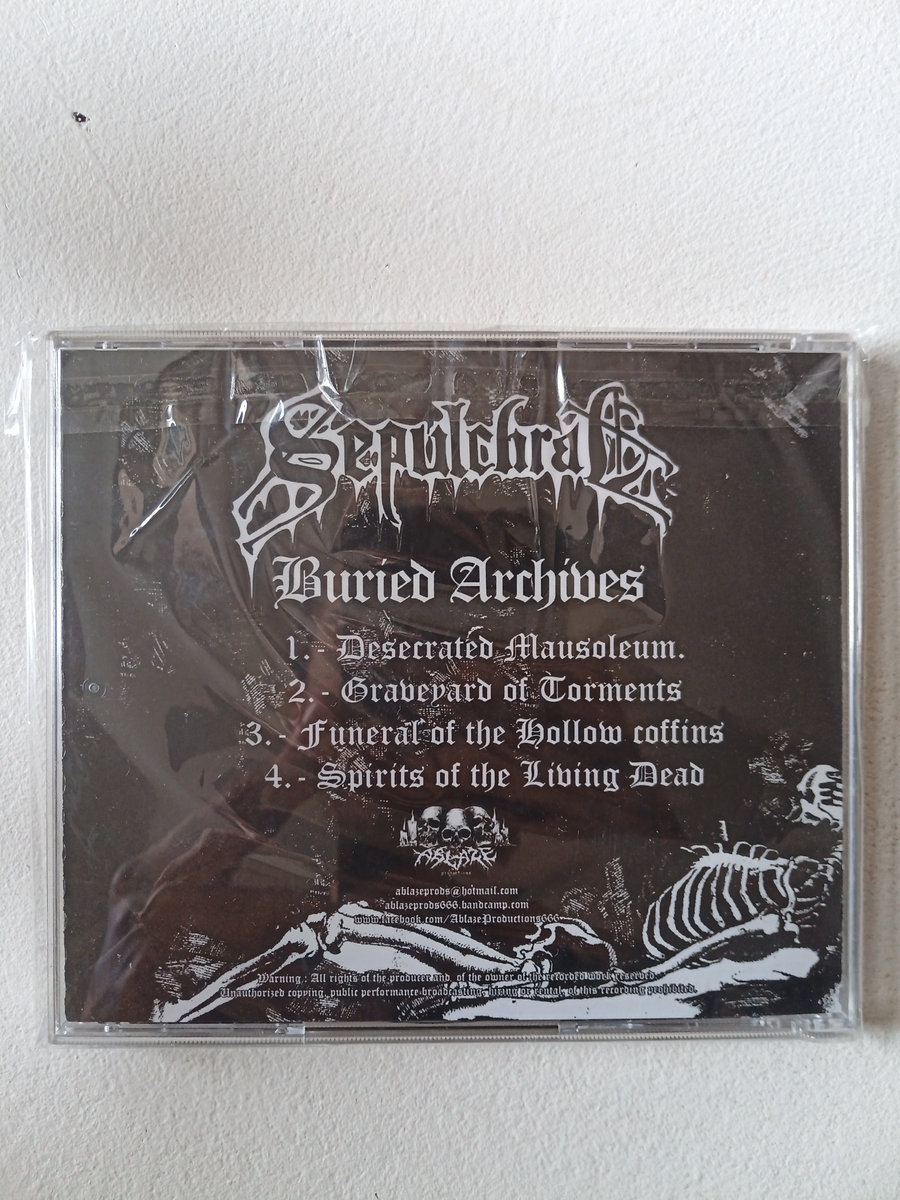 Sepulchral
Buried Archives
1.- Desecrated Mausoleum.
2.- Graveyard of Torments
3.- Funeral of the Hollow coffins
4.- Spirits of the Living Dead
ABLAZE
ablazeprods@hotmail.com
ablazeprods666.bandcamp.com
www.facebook.com/AblazeProductions666
Warning : All rights of the producer and of the owner of the recorded work reserved.
Unauthorized copying, public performance broadcasting, hiring or rental, of this recording prohibited.